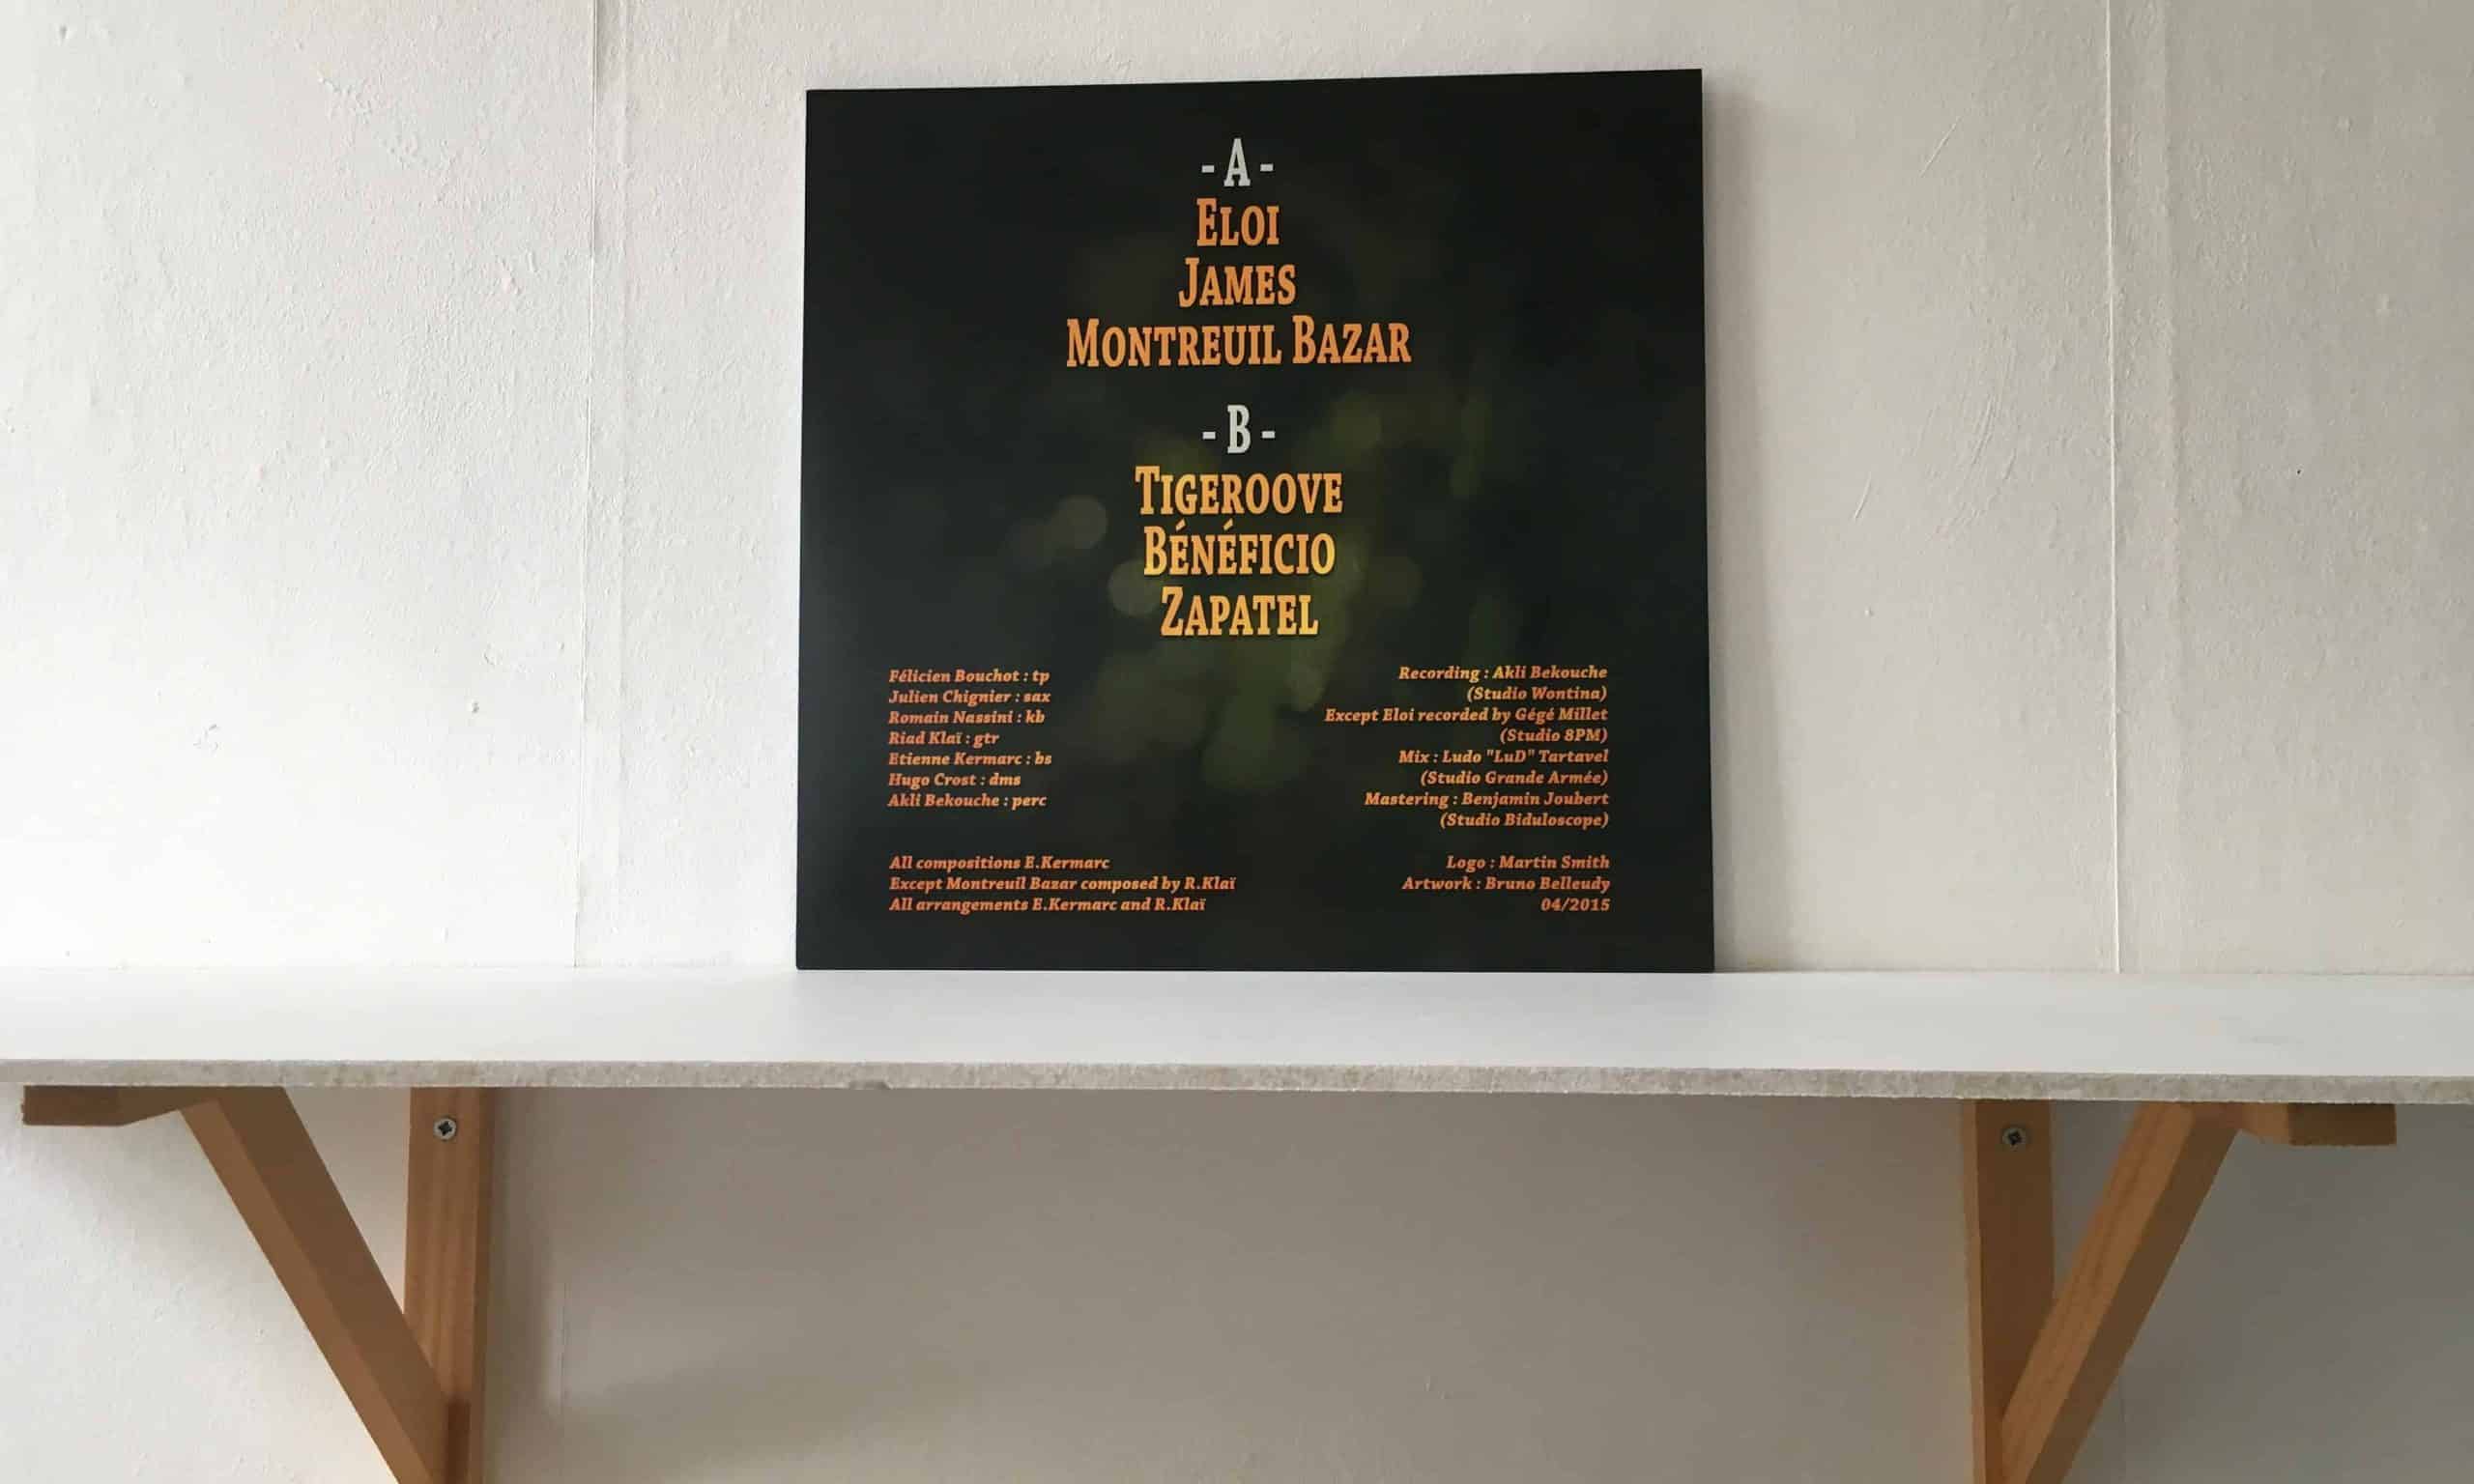 - A -
ELOI
JAMES
MONTREUIL BAZAR
- B -
TIGEROOVE
BÉNÉFICIO
ZAPATEL
Félicien Bouchot : tp
Julien Chignier : sax
Romain Nassini : kb
Riad Klaï : gtr
Etienne Kermarc : bs
Hugo Crost : dms
Akli Bekouche : perc
All compositions E.Kermarc
Except Montreuil Bazar composed by R.Klaï
All arrangements E.Kermarc and R.Klaï
Recording : Akli Bekouche
(Studio Wontina)
Except Eloi recorded by Gégé Millet
(Studio 8PM)
Mix : Ludo "LuD" Tartavel
(Studio Grande Armée)
Mastering : Benjamin Joubert
(Studio Biduloscope)
Logo : Martin Smith
Artwork : Bruno Belleudy
04/2015